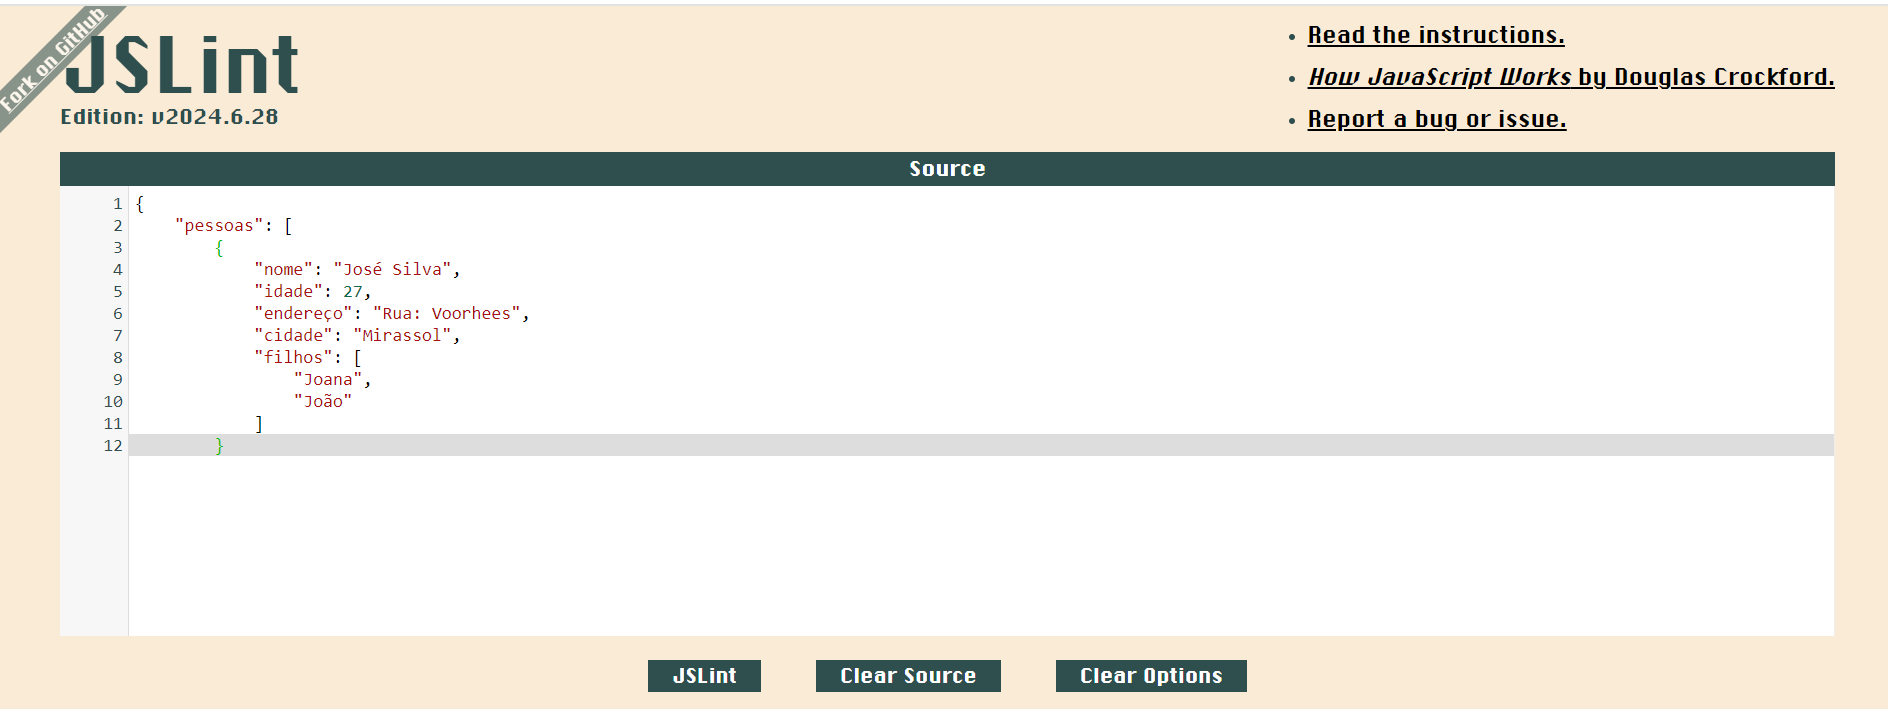 Fork on GitHub
JSLint
Edition: v2024.6.28
• Read the instructions.
• How JavaScript Works by Douglas Crockford.
• Report a bug or issue.
Source
1 {
2     "pessoas": [
3         {
4             "nome": "José Silva",
5             "idade": 27,
6             "endereço": "Rua: Voorhees",
7             "cidade": "Mirassol",
8             "filhos": [
9                 "Joana",
10                 "João"
11             ]
12         }
JSLint
Clear Source
Clear Options